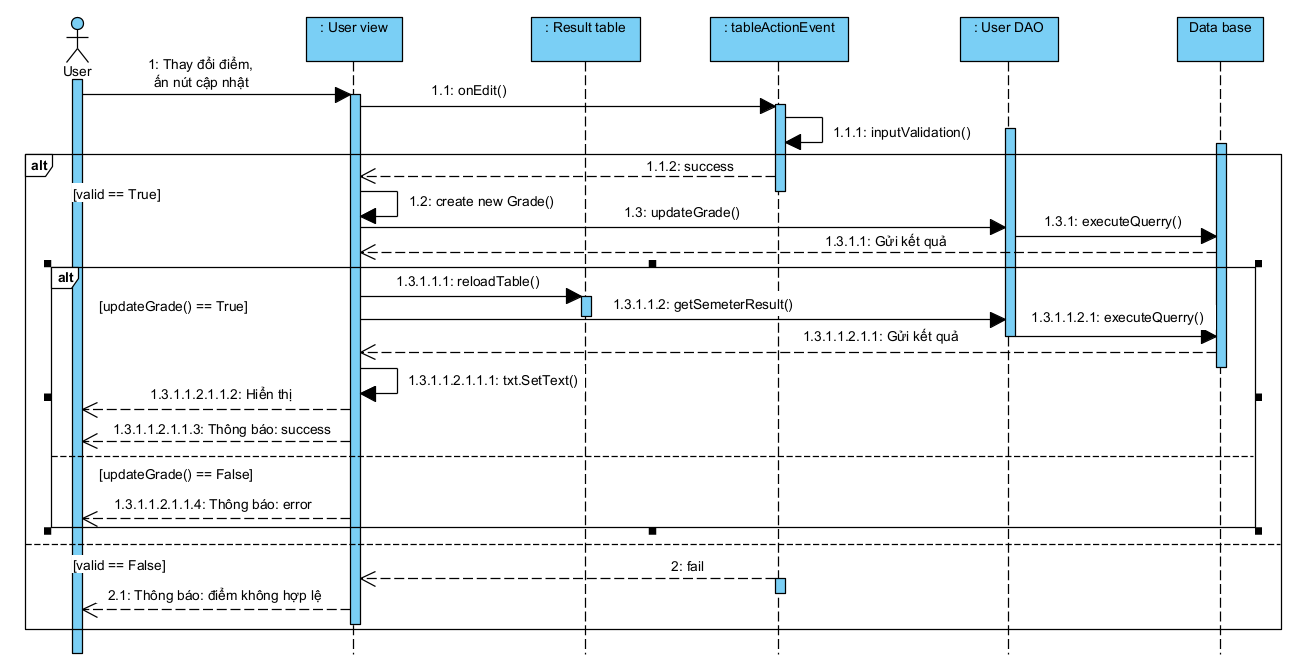 : User view
: Result table
: tableActionEvent
: User DAO
Data base
User
1: Thay đổi điểm,
ấn nút cập nhật
1.1: onEdit()
1.1.1: inputValidation()
alt
1.1.2: success
[valid == True]
1.2: create new Grade()
1.3: updateGrade()
1.3.1: executeQuerry()
1.3.1.1: Gửi kết quả
alt
1.3.1.1.1: reloadTable()
[updateGrade() == True]
1.3.1.1.2: getSemeterResult()
1.3.1.1.2.1: executeQuerry()
1.3.1.1.2.1.1: Gửi kết quả
1.3.1.1.2.1.1.1: txt.SetText()
1.3.1.1.2.1.1.2: Hiển thị
1.3.1.1.2.1.1.3: Thông báo: success
[updateGrade() == False]
1.3.1.1.2.1.1.4: Thông báo: error
[valid == False]
2: fail
2.1: Thông báo: điểm không hợp lệ